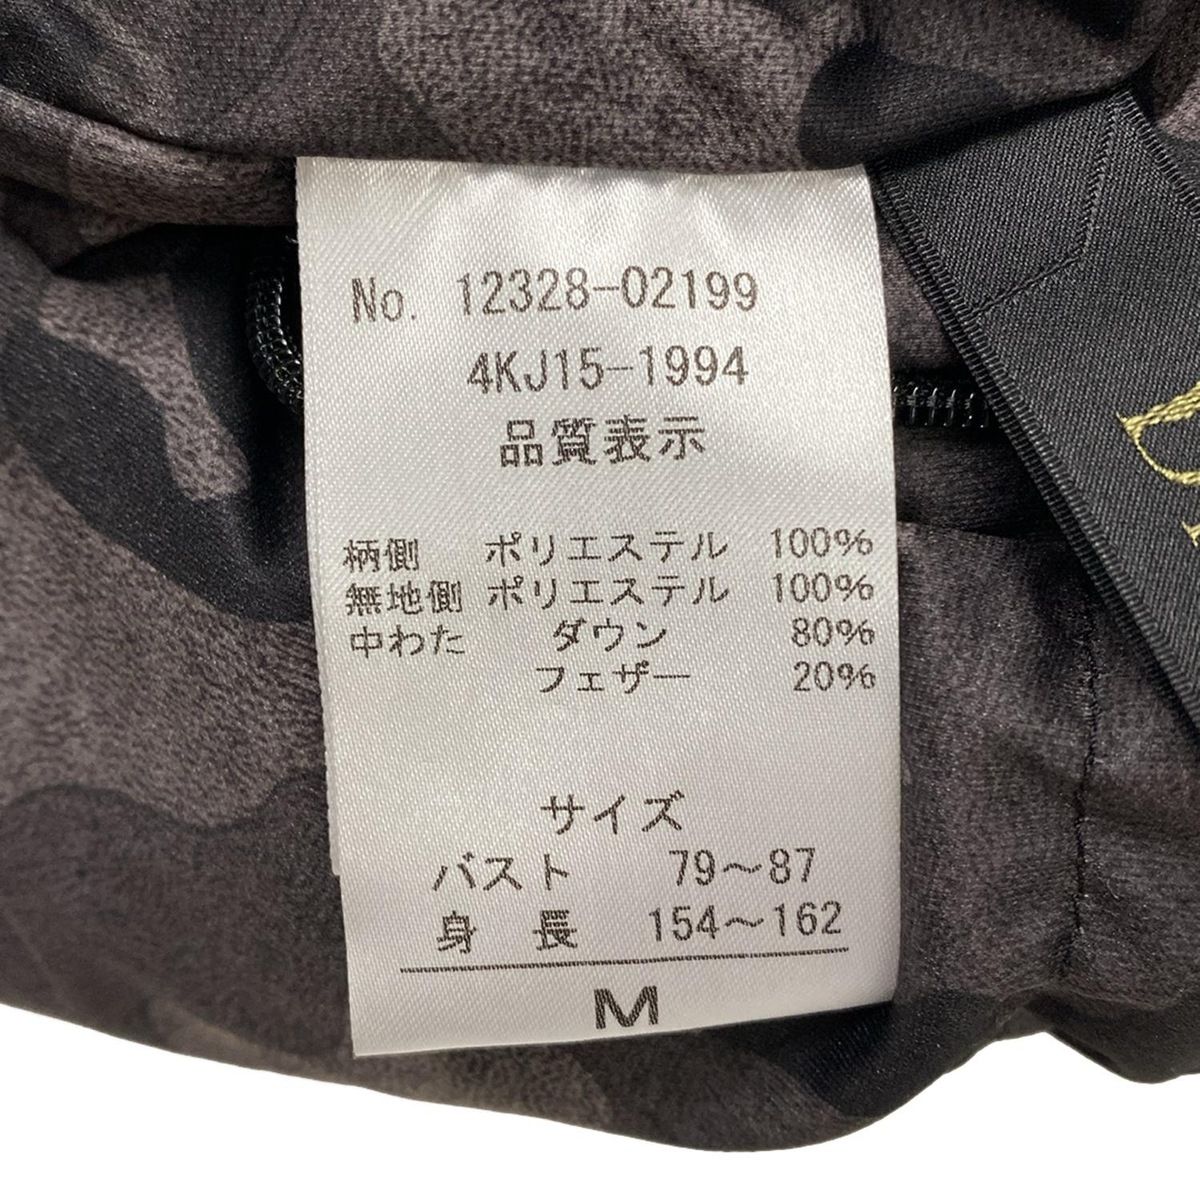 No. 12328-02199
4KJ15-1994
品質表示
柄側 ポリエステル 100%
無地側 ポリエステル 100%
中わた ダウン 80%
フェザー 20%
サイズ
バスト 79～87
身 長 154～162
M